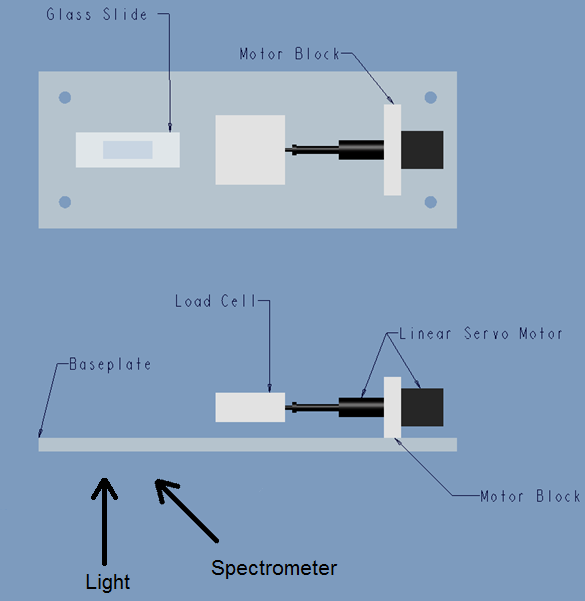 Glass Slide
Motor Block
Load Cell
Linear Servo Motor
Baseplate
Motor Block
Light
Spectrometer